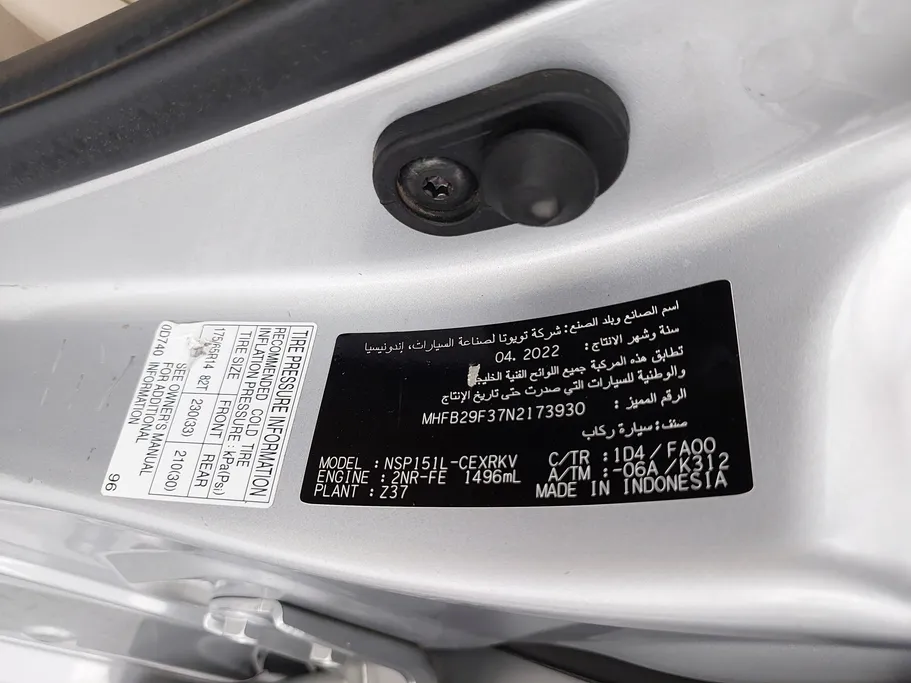 اسم الصانع وبلد الصنع: شركة تويوتا لصناعة السيارات، إندونيسيا
سنة وشهر الإنتاج: 04. 2022
تطابق هذه المركبة جميع اللوائح الفنية الخليجية
والوطنية للسيارات التي صدرت حتى تاريخ الإنتاج
الرقم المميز: MHFB29F37N2173930
صنف: سيارة ركاب
MODEL : NSP151L-CEXRKV C/TR : 1D4 / FA00
ENGINE : 2NR-FE 1496mL A/TM : -06A / K312
PLANT : Z37 MADE IN INDONESIA
TIRE PRESSURE INFORMATION
RECOMMENDED COLD TIRE
INFLATION PRESSURE : kPa(Psi)
TIRE SIZE FRONT REAR
175/65R14 82T 230(33) 210(30)
SEE OWNER'S MANUAL
FOR ADDITIONAL
INFORMATION
0D740 96